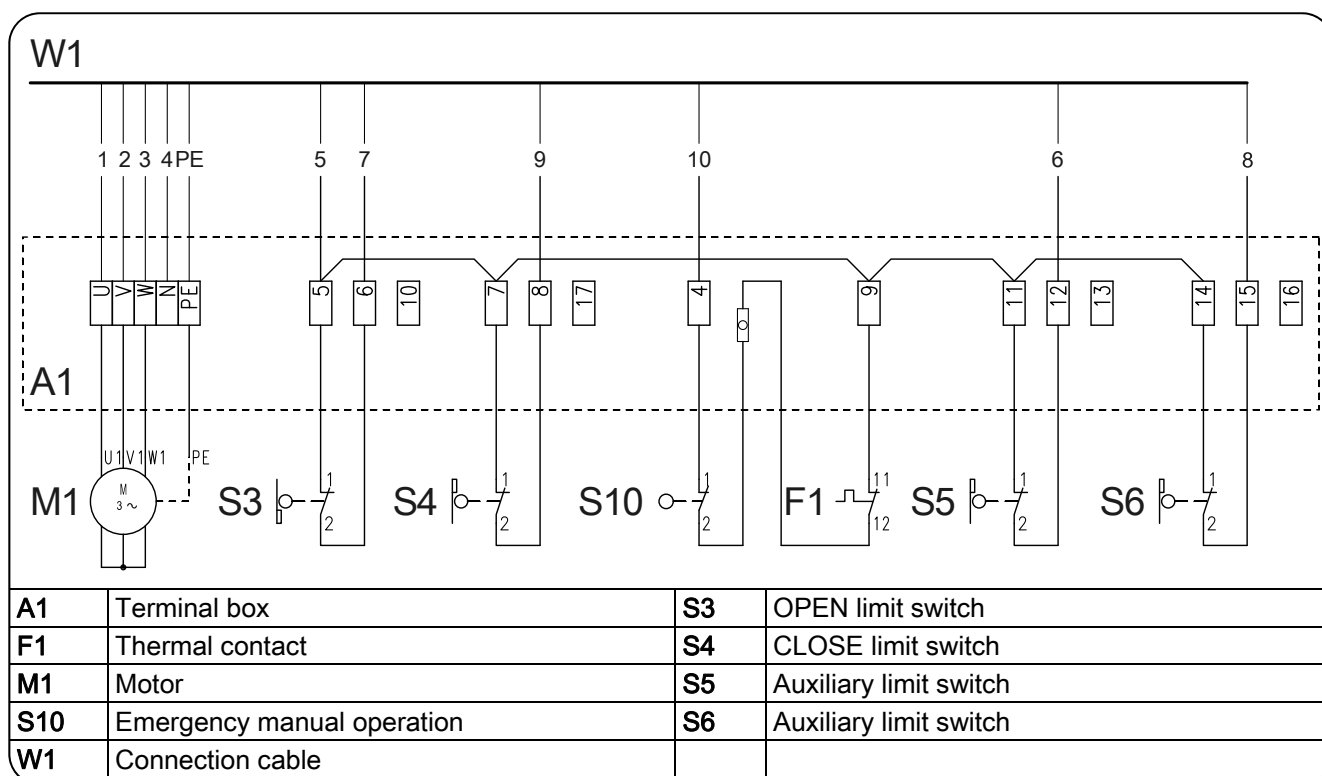 W1
1 2 3 4 PE 5 7 9 10 6 8
U V W N PE 5 6 10 7 8 17 4 9 11 12 13 14 15 16
A1
U1 V1 W1 PE
M1 M 3 ~ S3 1 2 S4 1 2 S10 1 2 F1 11 12 S5 1 2 S6 1 2
A1 Terminal box S3 OPEN limit switch
F1 Thermal contact S4 CLOSE limit switch
M1 Motor S5 Auxiliary limit switch
S10 Emergency manual operation S6 Auxiliary limit switch
W1 Connection cable